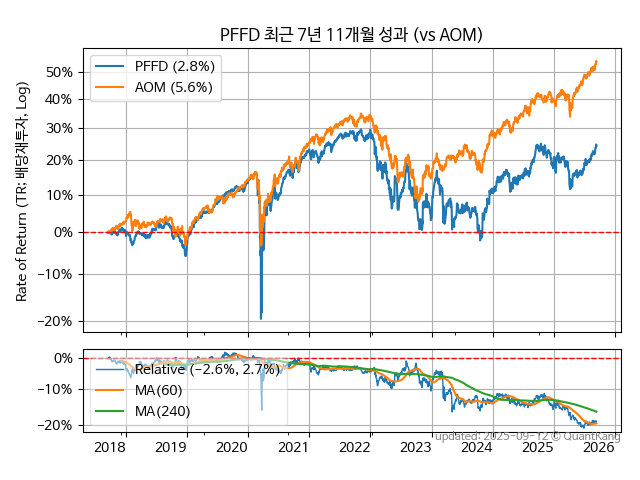 PFFD 최근 7년 11개월 성과 (vs AOM)
PFFD (2.8%)
AOM (5.6%)
Rate of Return (TR: 배당재투자, Log)
50%
40%
30%
20%
10%
0%
−10%
−20%
0%
−10%
−20%
Relative (−2.6%, 2.7%)
MA(60)
MA(240)
updated: 2025-09-12 © QuantKang
2018 2019 2020 2021 2022 2023 2024 2025 2026